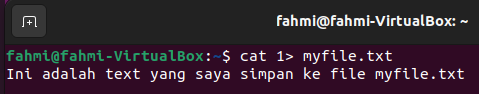 fahmi@fahmi-VirtualBox: ~
fahmi@fahmi-VirtualBox:~$ cat 1> myfile.txt
Ini adalah text yang saya simpan ke file myfile.txt